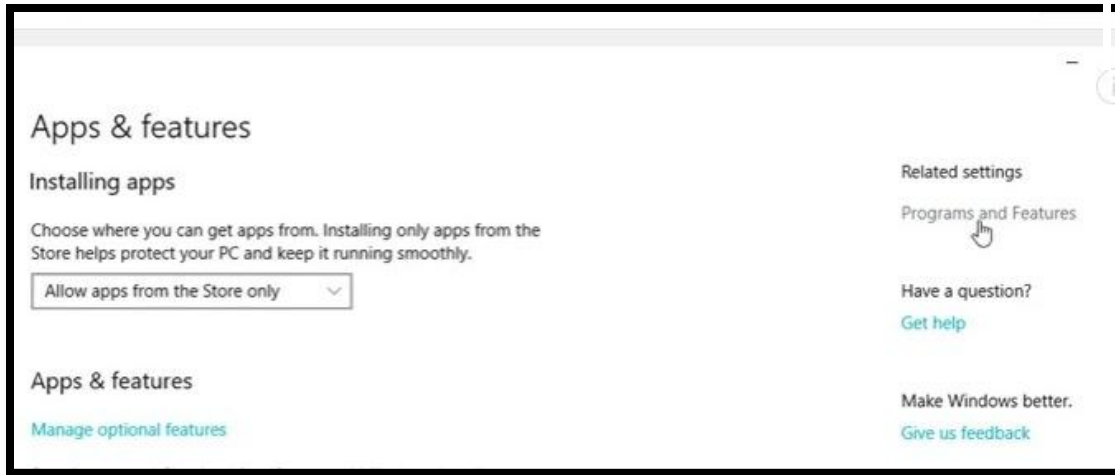 Apps & features
Installing apps
Choose where you can get apps from. Installing only apps from the
Store helps protect your PC and keep it running smoothly.
Allow apps from the Store only
Apps & features
Manage optional features
Related settings
Programs and Features
Have a question?
Get help
Make Windows better.
Give us feedback